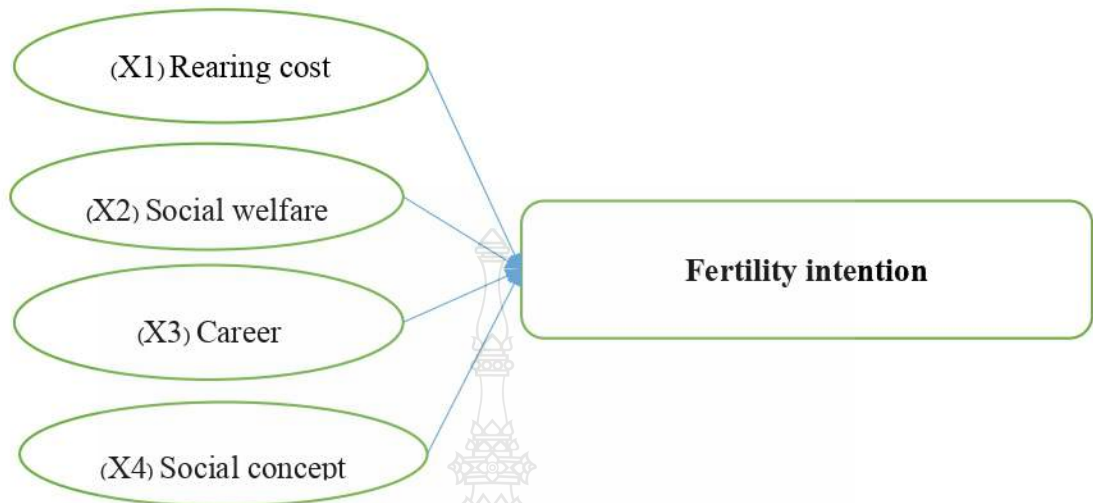 (X1) Rearing cost
(X2) Social welfare
(X3) Career
(X4) Social concept
Fertility intention